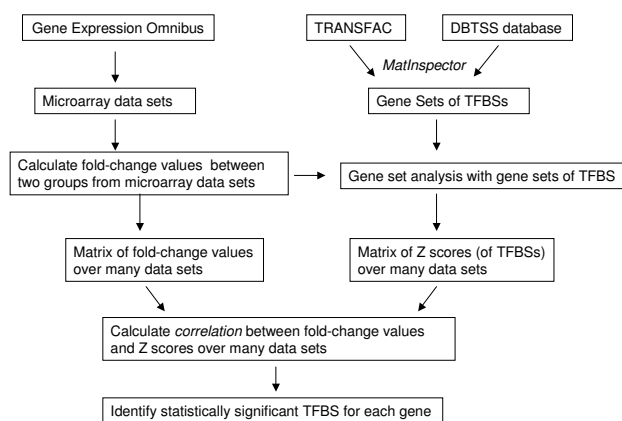 Gene Expression Omnibus
TRANSFAC
DBTSS database
MatInspector
Microarray data sets
Gene Sets of TFBSs
Calculate fold-change values between
two groups from microarray data sets
Gene set analysis with gene sets of TFBS
Matrix of fold-change values
over many data sets
Matrix of Z scores (of TFBSs)
over many data sets
Calculate correlation between fold-change values
and Z scores over many data sets
Identify statistically significant TFBS for each gene